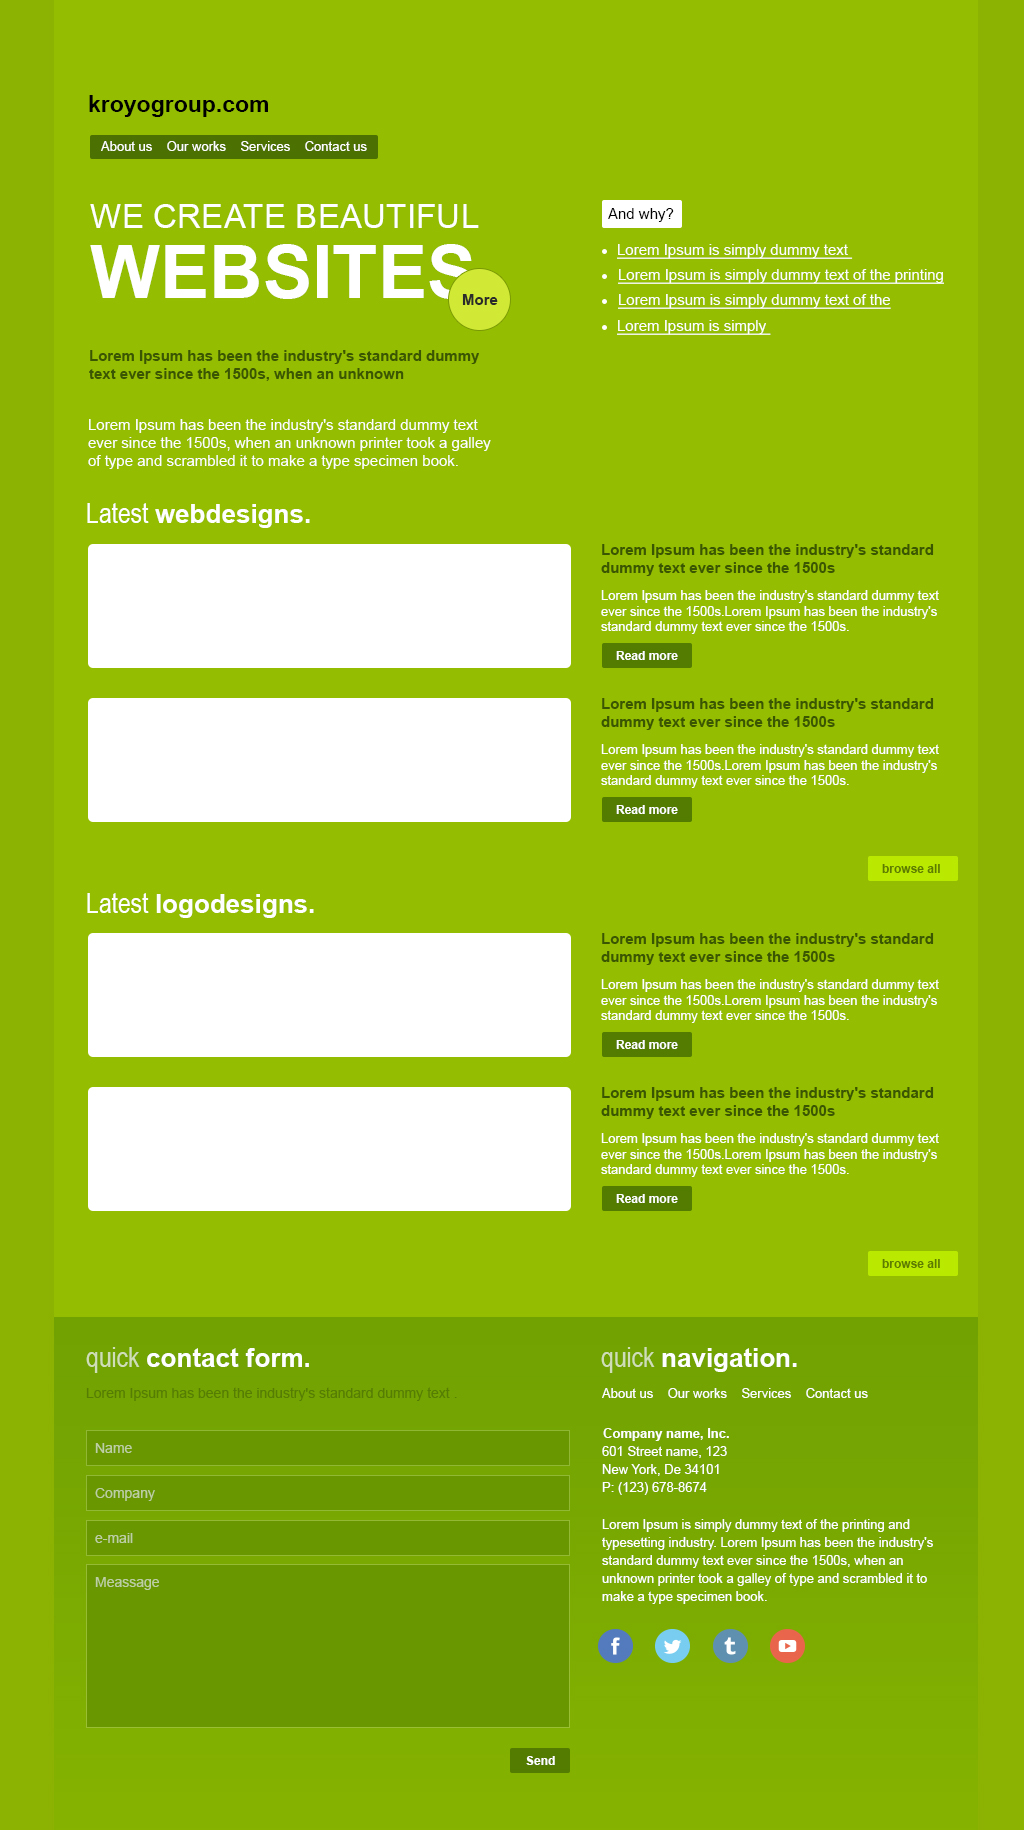 kroyogroup.com
About us Our works Services Contact us
WE CREATE BEAUTIFUL
WEBSITES
More
Lorem Ipsum has been the industry's standard dummy
text ever since the 1500s, when an unknown
Lorem Ipsum has been the industry's standard dummy text
ever since the 1500s, when an unknown printer took a galley
of type and scrambled it to make a type specimen book.
And why?
Lorem Ipsum is simply dummy text
Lorem Ipsum is simply dummy text of the printing
Lorem Ipsum is simply dummy text of the
Lorem Ipsum is simply
Latest webdesigns.
Lorem Ipsum has been the industry's standard
dummy text ever since the 1500s
Lorem Ipsum has been the industry's standard dummy text
ever since the 1500s.Lorem Ipsum has been the industry's
standard dummy text ever since the 1500s.
Read more
Lorem Ipsum has been the industry's standard
dummy text ever since the 1500s
Lorem Ipsum has been the industry's standard dummy text
ever since the 1500s.Lorem Ipsum has been the industry's
standard dummy text ever since the 1500s.
Read more
browse all
Latest logodesigns.
Lorem Ipsum has been the industry's standard
dummy text ever since the 1500s
Lorem Ipsum has been the industry's standard dummy text
ever since the 1500s.Lorem Ipsum has been the industry's
standard dummy text ever since the 1500s.
Read more
Lorem Ipsum has been the industry's standard
dummy text ever since the 1500s
Lorem Ipsum has been the industry's standard dummy text
ever since the 1500s.Lorem Ipsum has been the industry's
standard dummy text ever since the 1500s.
Read more
browse all
quick contact form.
Lorem Ipsum has been the industry's standard dummy text .
Name
Company
e-mail
Meassage
Send
quick navigation.
About us Our works Services Contact us
Company name, Inc.
601 Street name, 123
New York, De 34101
P: (123) 678-8674
Lorem Ipsum is simply dummy text of the printing and
typesetting industry. Lorem Ipsum has been the industry's
standard dummy text ever since the 1500s, when an
unknown printer took a galley of type and scrambled it to
make a type specimen book.